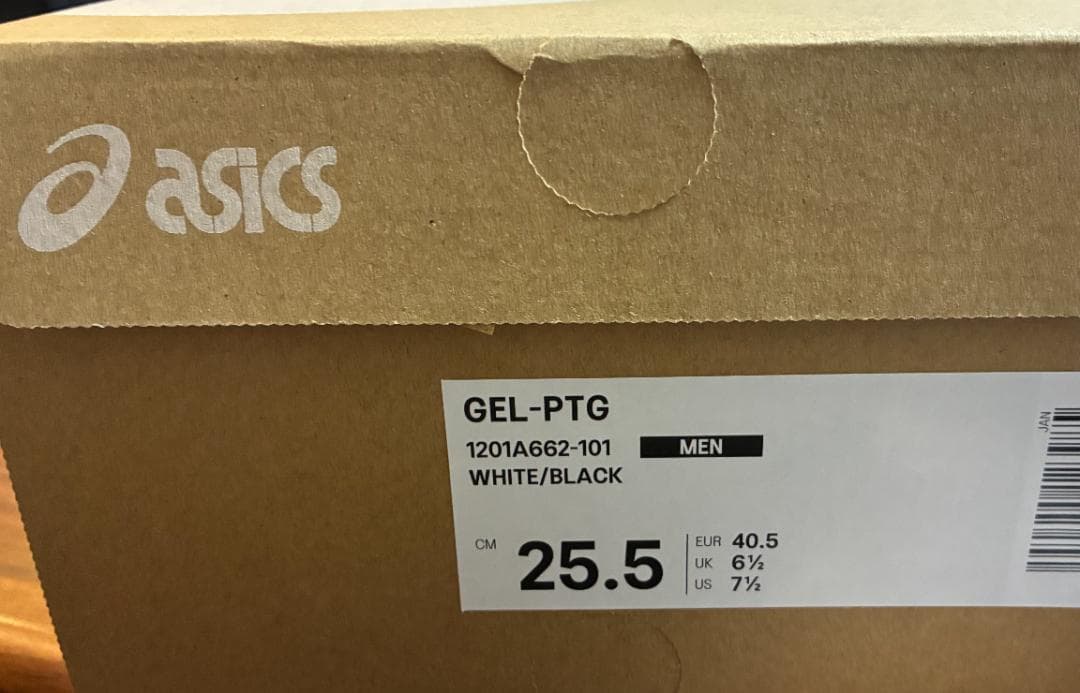 asics
GEL-PTG
1201A662-101 MEN
WHITE/BLACK
CM 25.5
EUR 40.5
UK 6½
US 7½
JAN